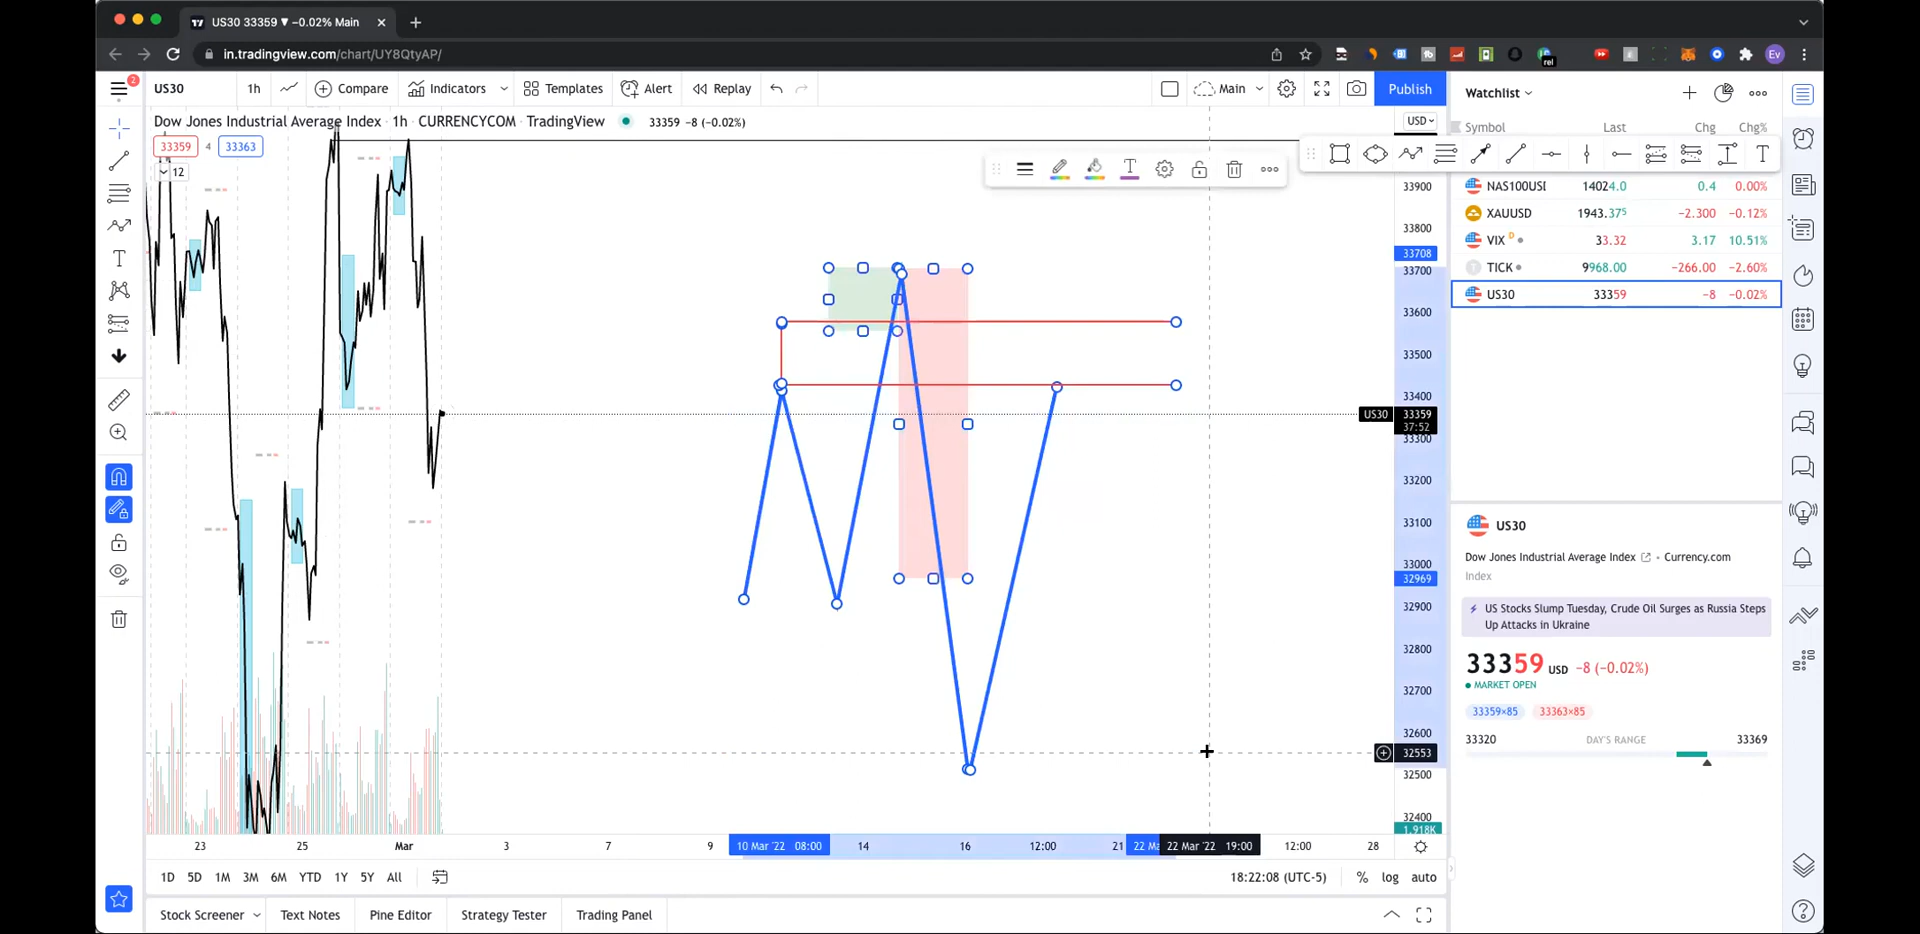 US30 33359 ▼ −0.02% Main
in.tradingview.com/chart/UY8QtyAP/
rel
Ev
2
US30
1h
Compare
Indicators
Templates
Alert
Replay
Main
Publish
Watchlist
Dow Jones Industrial Average Index · 1h · CURRENCYCOM · TradingView
33359 −8 (−0.02%)
USD
Symbol
Last
Chg
Chg%
33359
4
33363
12
NAS100USI
14024.0
0.4
0.00%
XAUUSD
1943.375
−2.300
−0.12%
VIX D
33.32
3.17
10.51%
TICK
9968.00
−266.00
−2.60%
US30
33359
−8
−0.02%
33900
33800
33708
33700
33600
33500
33400
US30
33359
37:52
33300
33200
33100
33000
32969
32900
32800
32700
32600
32553
32500
32400
1.918K
US30
Dow Jones Industrial Average Index
• Currency.com
Index
US Stocks Slump Tuesday, Crude Oil Surges as Russia Steps
Up Attacks in Ukraine
33359 USD −8 (−0.02%)
MARKET OPEN
33359×85
33363×85
33320
DAY'S RANGE
33369
23
25
Mar
3
7
9
10 Mar '22 08:00
14
16
12:00
21
22 Ma
22 Mar '22 19:00
12:00
28
1D
5D
1M
3M
6M
YTD
1Y
5Y
All
18:22:08 (UTC-5)
%
log
auto
Stock Screener
Text Notes
Pine Editor
Strategy Tester
Trading Panel